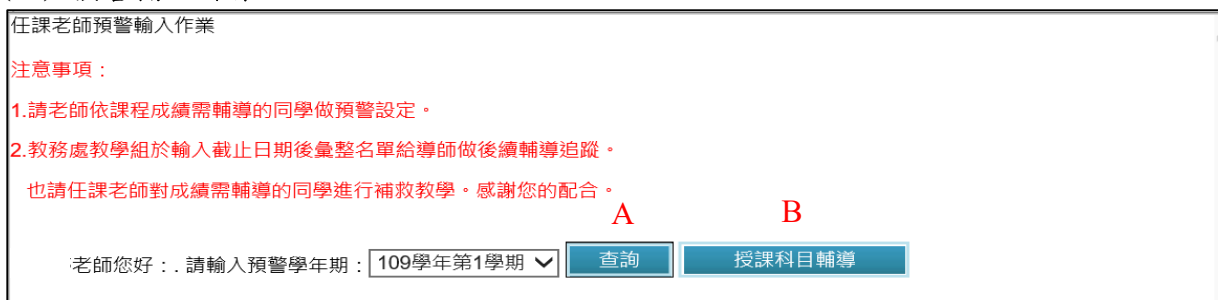 任課老師預警輸入作業
注意事項：
1.請老師依課程成績需輔導的同學做預警設定。
2.教務處教學組於輸入截止日期後彙整名單給導師做後續輔導追蹤。
也請任課老師對成績需輔導的同學進行補救教學。感謝您的配合。
A B
老師您好：. 請輸入預警學年期： 109學年第1學期 查詢 授課科目輔導